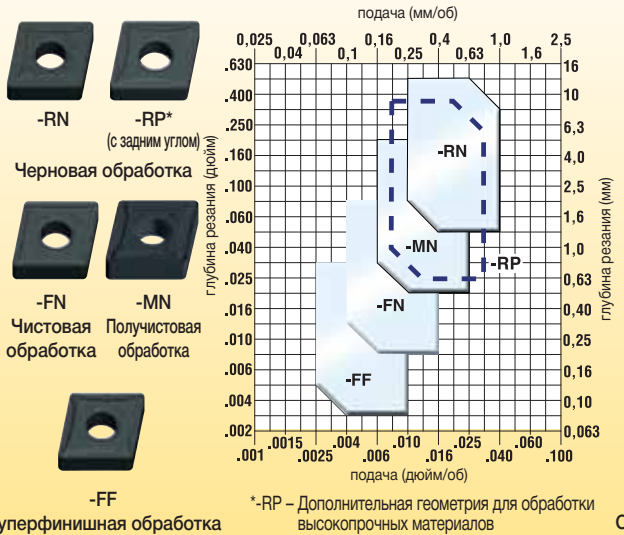 -RN
-RP*
(с задним углом)
Черновая обработка
-FN
Чистовая
обработка
-MN
Получистовая
обработка
-FF
уперфинишная обработка
подача (мм/об)
0,025 0,063 0,16 0,4 1,0 2,5
0,04 0,1 0,25 0,63 1,6
глубина резания (дюйм)
.630
.400
.250
.160
.100
.060
.040
.025
.016
.010
.006
.004
.002
16
10
6,3
4,0
2,5
1,6
1,0
0,63
0,40
0,25
0,16
0,10
0,063
глубина резания (мм)
-RN
-MN
-RP
-FN
-FF
.0015 .004 .010 .025 .060
.001 .0025 .006 .016 .040 .100
подача (дюйм/об)
*-RP – Дополнительная геометрия для обработки
высокопрочных материалов